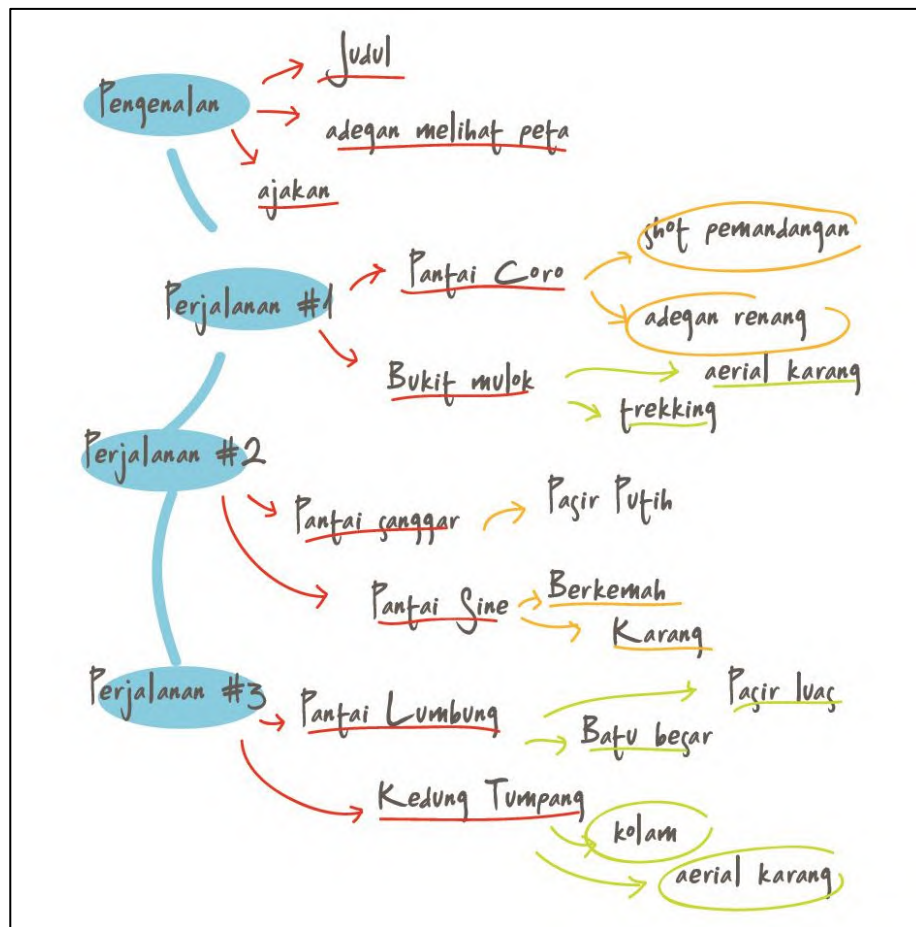 Pengenalan
Judul
adegan melihat peta
ajakan
Perjalanan #1
Pantai Coro
shot pemandangan
adegan renang
Bukit mulok
aerial karang
trekking
Perjalanan #2
Pantai sanggar
Pasir Putih
Pantai Sine
Berkemah
Karang
Perjalanan #3
Pantai Lumbung
Pasir luas
Batu besar
Kedung Tumpang
kolam
aerial karang